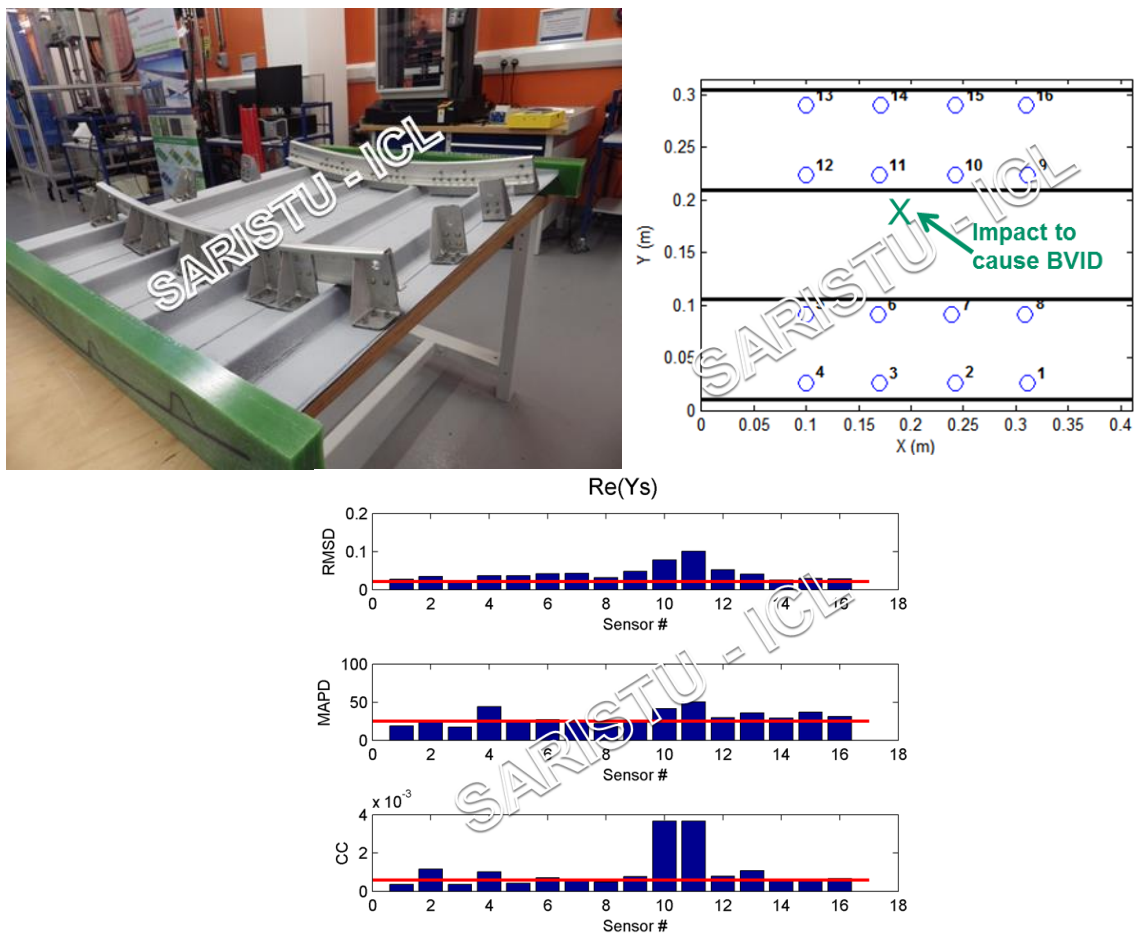 SARISTU - ICL
0.3
0.25
0.2
0.15
0.1
0.05
0
Y (m)
13 14 15 16
12 11 10 9
Impact to
cause BVID
5 6 7 8
4 3 2 1
0 0.05 0.1 0.15 0.2 0.25 0.3 0.35 0.4
X (m)
SARISTU - ICL
Re(Ys)
0.2
0.1
0
RMSD
0 2 4 6 8 10 12 14 16 18
Sensor #
100
50
0
MAPD
0 2 4 6 8 10 12 14 16 18
Sensor #
x 10-3
4
2
0
CC
0 2 4 6 8 10 12 14 16 18
Sensor #
SARISTU - ICL